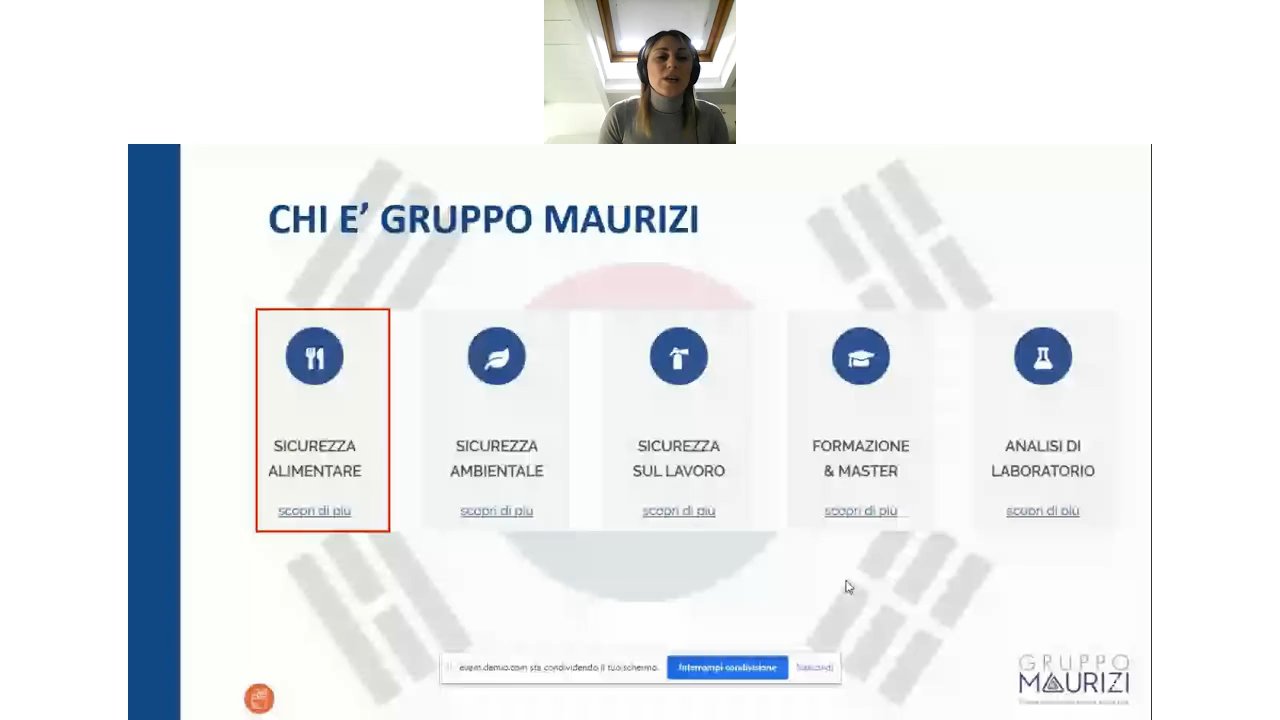 CHI E’ GRUPPO MAURIZI
SICUREZZA
ALIMENTARE
scopri di più
SICUREZZA
AMBIENTALE
scopri di più
SICUREZZA
SUL LAVORO
scopri di più
FORMAZIONE
& MASTER
scopri di più
ANALISI DI
LABORATORIO
scopri di più
event.demio.com sta condividendo il tuo schermo.
Interrompi condivisione
Nascondi
GRUPPO
MAURIZI